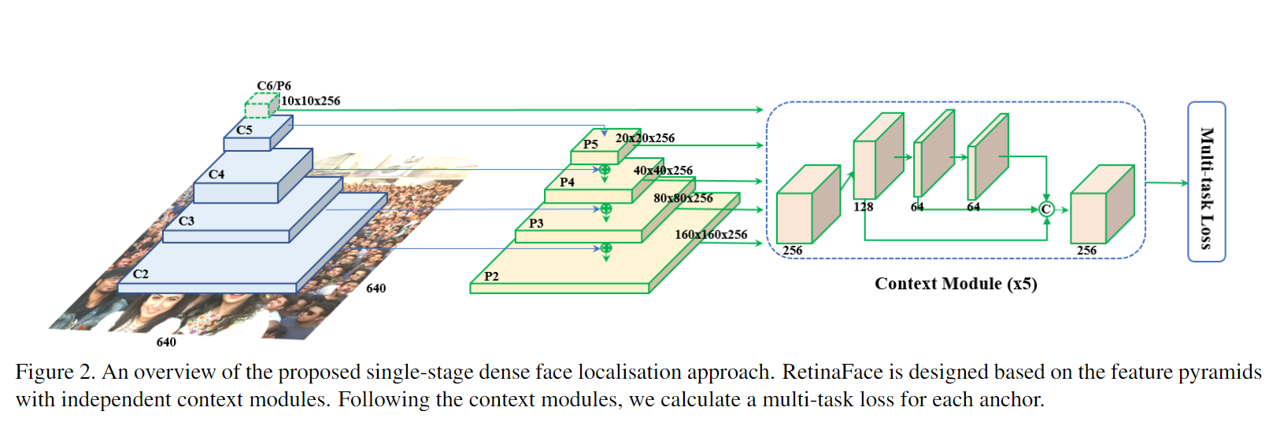 C6/P6
10x10x256
C5
C4
C3
C2
640
640
P5
20x20x256
P4
40x40x256
P3
80x80x256
P2
160x160x256
256
128
64
64
C
256
Context Module (x5)
Multi-task Loss
Figure 2. An overview of the proposed single-stage dense face localisation approach. RetinaFace is designed based on the feature pyramids
with independent context modules. Following the context modules, we calculate a multi-task loss for each anchor.